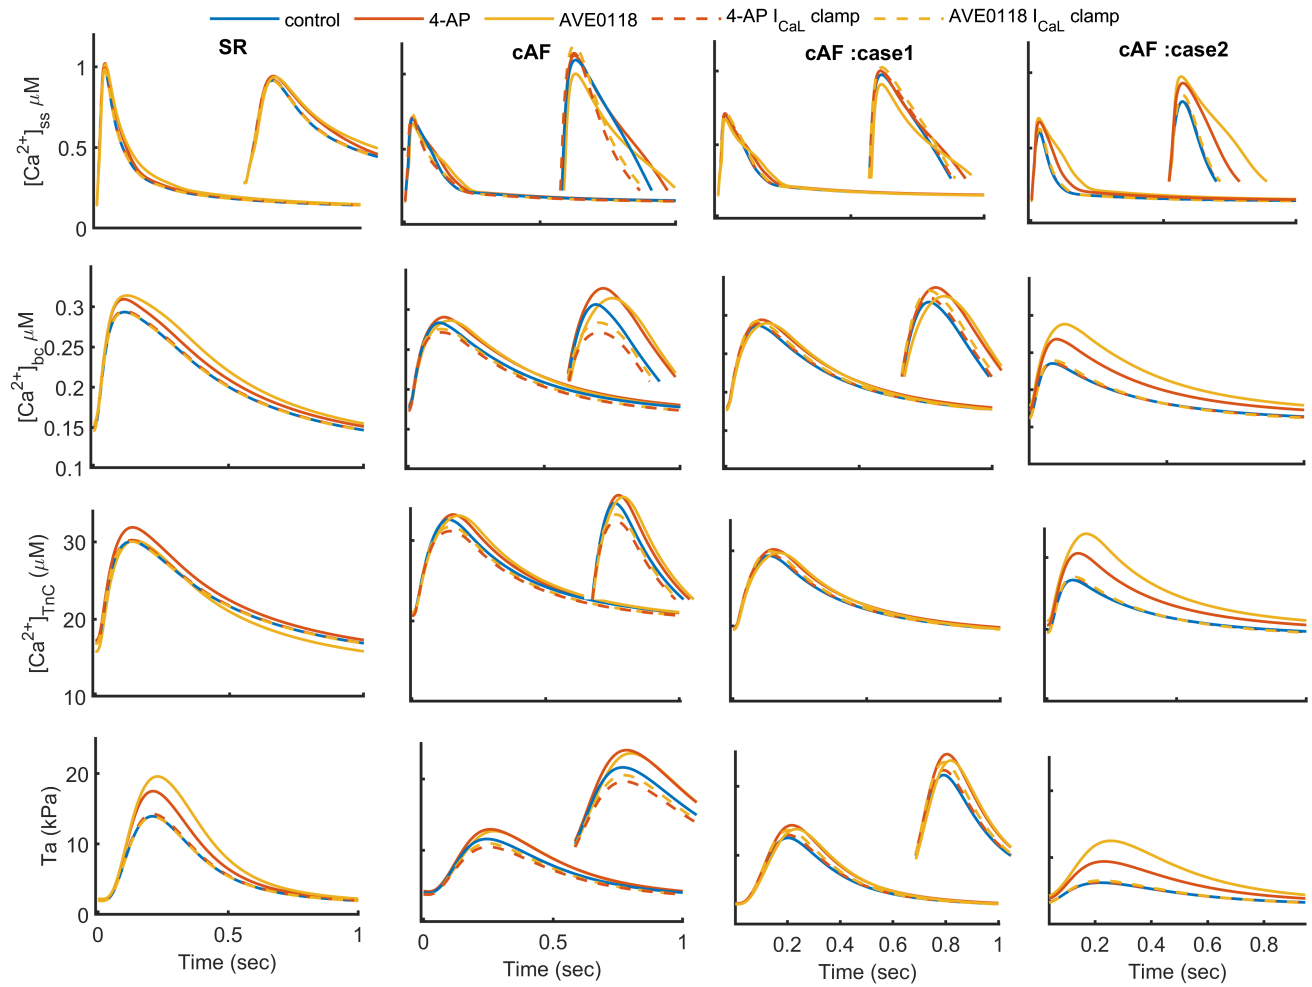 control 4-AP AVE0118 4-AP I_CaL clamp AVE0118 I_CaL clamp
SR cAF cAF :case1 cAF :case2
[Ca2+]ss μM
1
0.5
0
[Ca2+]bc μM
0.3
0.25
0.2
0.15
0.1
0 0.5 1
[Ca2+]TnC (μM)
30
20
10
Ta (kPa)
20
10
0
0 0.5 1
0 0.5 1
0.2 0.4 0.6 0.8 1
0.2 0.4 0.6 0.8
Time (sec) Time (sec) Time (sec) Time (sec)